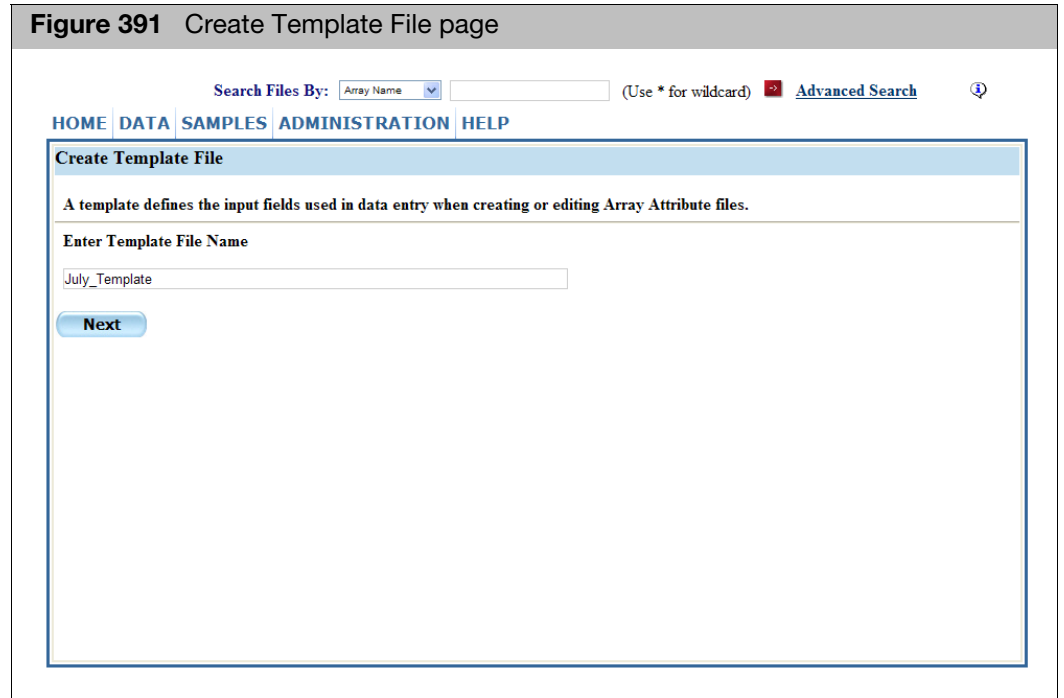 Figure 391 Create Template File page
Search Files By: Array Name (Use * for wildcard) Advanced Search
HOME DATA SAMPLES ADMINISTRATION HELP
Create Template File
A template defines the input fields used in data entry when creating or editing Array Attribute files.
Enter Template File Name
July_Template
Next